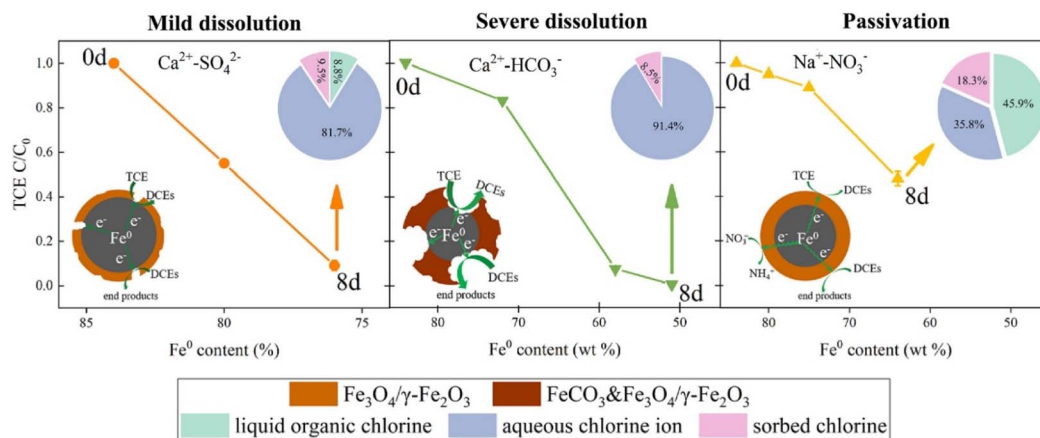 Mild dissolution
Severe dissolution
Passivation
TCE C/C₀
1.0
0.8
0.6
0.4
0.2
0.0
0d
Ca²⁺-SO₄²⁻
9.5%
8.8%
81.7%
TCE
DCEs
e⁻
e⁻
Fe⁰
e⁻
DCEs
end products
8d
85
80
75
Fe⁰ content (%)
0d
Ca²⁺-HCO₃⁻
8.5%
91.4%
TCE
DCEs
e⁻
e⁻
Fe⁰
e⁻
DCEs
end products
8d
80
70
60
50
Fe⁰ content (wt %)
0d
Na⁺-NO₃⁻
18.3%
45.9%
35.8%
8d
TCE
DCEs
e⁻
e⁻
Fe⁰
e⁻
NO₃⁻
NH₄⁺
DCEs
end products
80
70
60
50
Fe⁰ content (wt %)
Fe₃O₄/γ-Fe₂O₃
FeCO₃&Fe₃O₄/γ-Fe₂O₃
liquid organic chlorine
aqueous chlorine ion
sorbed chlorine